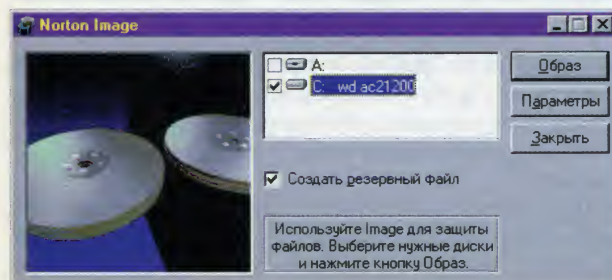 Norton Image
A:
C: wd ac21200
Образ
Параметры
Закрыть
Создать резервный файл
Используйте Image для защиты
файлов. Выберите нужные диски
и нажмите кнопку Образ.